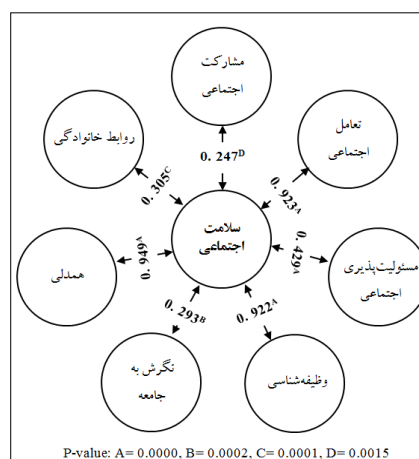 مشارکت
اجتماعی
تعامل
اجتماعی
روابط خانوادگی
0.247D
0.305C
0.923A
سلامت
اجتماعی
مسئولیت‌پذیری
اجتماعی
0.429A
همدلی
0.949A
0.293B
0.922A
نگرش به
جامعه
وظیفه‌شناسی
P-value: A= 0.0000, B= 0.0002, C= 0.0001, D= 0.0015